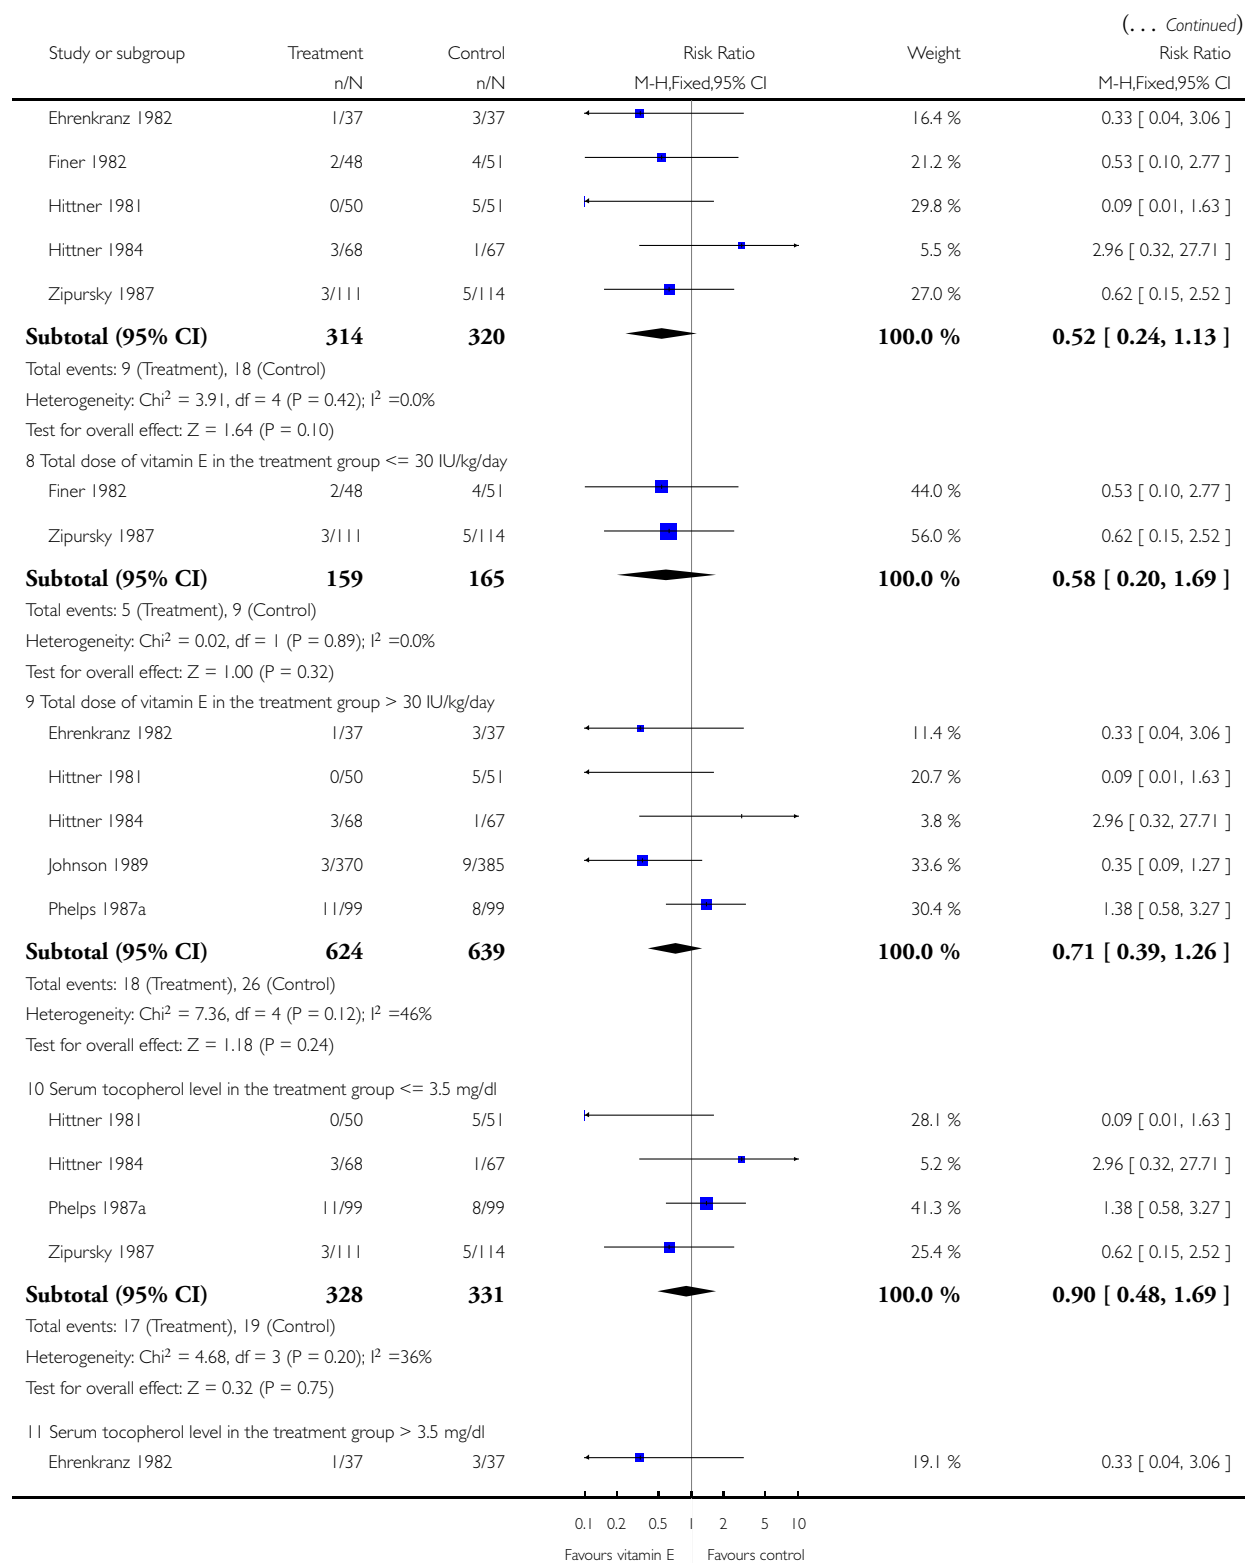 (... Continued)
Study or subgroup Treatment Control Risk Ratio Weight Risk Ratio
n/N n/N M-H,Fixed,95% CI M-H,Fixed,95% CI
Ehrenkranz 1982 1/37 3/37 16.4 % 0.33 [ 0.04, 3.06 ]
Finer 1982 2/48 4/51 21.2 % 0.53 [ 0.10, 2.77 ]
Hittner 1981 0/50 5/51 29.8 % 0.09 [ 0.01, 1.63 ]
Hittner 1984 3/68 1/67 5.5 % 2.96 [ 0.32, 27.71 ]
Zipursky 1987 3/111 5/114 27.0 % 0.62 [ 0.15, 2.52 ]
Subtotal (95% CI) 314 320 100.0 % 0.52 [ 0.24, 1.13 ]
Total events: 9 (Treatment), 18 (Control)
Heterogeneity: Chi² = 3.91, df = 4 (P = 0.42); I² =0.0%
Test for overall effect: Z = 1.64 (P = 0.10)
8 Total dose of vitamin E in the treatment group <= 30 IU/kg/day
Finer 1982 2/48 4/51 44.0 % 0.53 [ 0.10, 2.77 ]
Zipursky 1987 3/111 5/114 56.0 % 0.62 [ 0.15, 2.52 ]
Subtotal (95% CI) 159 165 100.0 % 0.58 [ 0.20, 1.69 ]
Total events: 5 (Treatment), 9 (Control)
Heterogeneity: Chi² = 0.02, df = 1 (P = 0.89); I² =0.0%
Test for overall effect: Z = 1.00 (P = 0.32)
9 Total dose of vitamin E in the treatment group > 30 IU/kg/day
Ehrenkranz 1982 1/37 3/37 11.4 % 0.33 [ 0.04, 3.06 ]
Hittner 1981 0/50 5/51 20.7 % 0.09 [ 0.01, 1.63 ]
Hittner 1984 3/68 1/67 3.8 % 2.96 [ 0.32, 27.71 ]
Johnson 1989 3/370 9/385 33.6 % 0.35 [ 0.09, 1.27 ]
Phelps 1987a 11/99 8/99 30.4 % 1.38 [ 0.58, 3.27 ]
Subtotal (95% CI) 624 639 100.0 % 0.71 [ 0.39, 1.26 ]
Total events: 18 (Treatment), 26 (Control)
Heterogeneity: Chi² = 7.36, df = 4 (P = 0.12); I² =46%
Test for overall effect: Z = 1.18 (P = 0.24)
10 Serum tocopherol level in the treatment group <= 3.5 mg/dl
Hittner 1981 0/50 5/51 28.1 % 0.09 [ 0.01, 1.63 ]
Hittner 1984 3/68 1/67 5.2 % 2.96 [ 0.32, 27.71 ]
Phelps 1987a 11/99 8/99 41.3 % 1.38 [ 0.58, 3.27 ]
Zipursky 1987 3/111 5/114 25.4 % 0.62 [ 0.15, 2.52 ]
Subtotal (95% CI) 328 331 100.0 % 0.90 [ 0.48, 1.69 ]
Total events: 17 (Treatment), 19 (Control)
Heterogeneity: Chi² = 4.68, df = 3 (P = 0.20); I² =36%
Test for overall effect: Z = 0.32 (P = 0.75)
11 Serum tocopherol level in the treatment group > 3.5 mg/dl
Ehrenkranz 1982 1/37 3/37 19.1 % 0.33 [ 0.04, 3.06 ]
0.1 0.2 0.5 1 2 5 10
Favours vitamin E Favours control